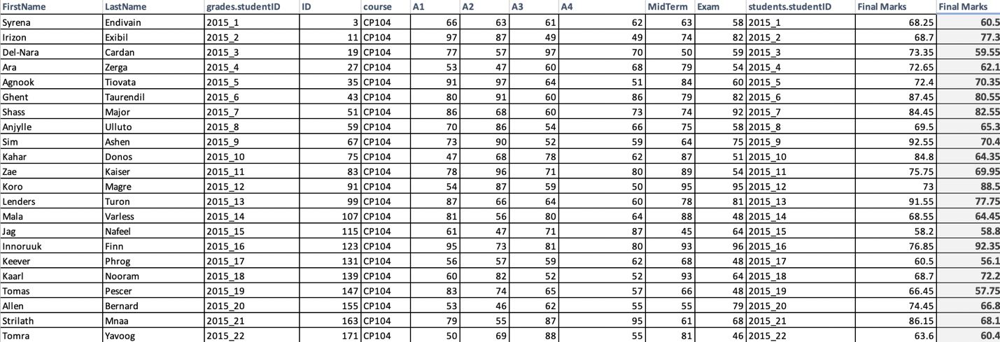 FirstName LastName grades.studentID ID course A1 A2 A3 A4 MidTerm Exam students.studentID Final Marks Final Marks
Syrena Endivain 2015_1 3 CP104 66 63 61 62 63 58 2015_1 68.25 60.5
Irizon Exibil 2015_2 11 CP104 97 87 49 49 74 82 2015_2 68.7 77.3
Del-Nara Cardan 2015_3 19 CP104 77 57 97 70 50 59 2015_3 73.35 59.55
Ara Zerga 2015_4 27 CP104 53 47 60 68 79 54 2015_4 72.65 62.1
Agnook Tiovata 2015_5 35 CP104 91 97 64 51 84 60 2015_5 72.4 70.35
Ghent Taurendil 2015_6 43 CP104 80 91 60 86 79 82 2015_6 87.45 80.55
Shass Major 2015_7 51 CP104 86 68 60 73 74 92 2015_7 84.45 82.55
Anjylle Ulluto 2015_8 59 CP104 70 86 54 66 75 58 2015_8 69.5 65.3
Sim Ashen 2015_9 67 CP104 73 90 52 59 64 75 2015_9 92.55 70.4
Kahar Donos 2015_10 75 CP104 47 68 78 62 87 51 2015_10 84.8 64.35
Zae Kaiser 2015_11 83 CP104 78 96 71 80 89 54 2015_11 75.75 69.95
Koro Magre 2015_12 91 CP104 54 87 59 50 95 95 2015_12 73 88.5
Lenders Turon 2015_13 99 CP104 87 66 64 60 78 81 2015_13 91.55 77.75
Mala Varless 2015_14 107 CP104 81 56 80 64 88 48 2015_14 68.55 64.45
Jag Nafeel 2015_15 115 CP104 61 47 71 87 45 64 2015_15 58.2 58.8
Innoruuk Finn 2015_16 123 CP104 95 73 81 80 93 96 2015_16 76.85 92.35
Keever Phrog 2015_17 131 CP104 56 57 59 62 68 48 2015_17 60.5 56.1
Kaarl Nooram 2015_18 139 CP104 60 82 52 52 93 64 2015_18 68.7 72.2
Tomas Pescer 2015_19 147 CP104 83 74 65 57 66 48 2015_19 66.45 57.75
Allen Bernard 2015_20 155 CP104 53 46 62 55 55 79 2015_20 74.45 66.8
Strilath Mnaa 2015_21 163 CP104 79 55 87 95 61 68 2015_21 86.15 68.1
Tomra Yavoog 2015_22 171 CP104 50 69 88 55 81 46 2015_22 63.6 60.4